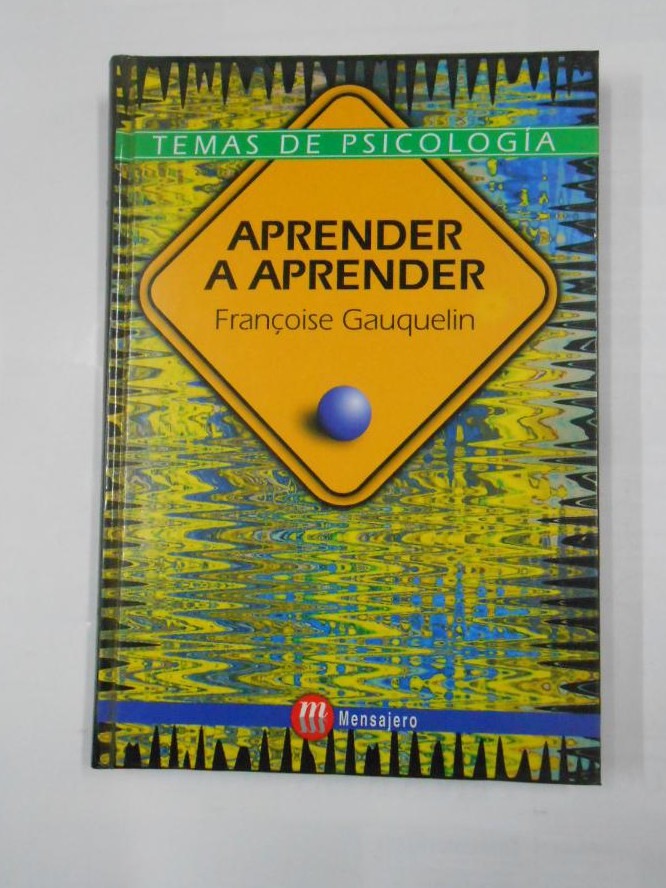 TEMAS DE PSICOLOGÍA
APRENDER
A APRENDER
Françoise Gauquelin
m
Mensajero